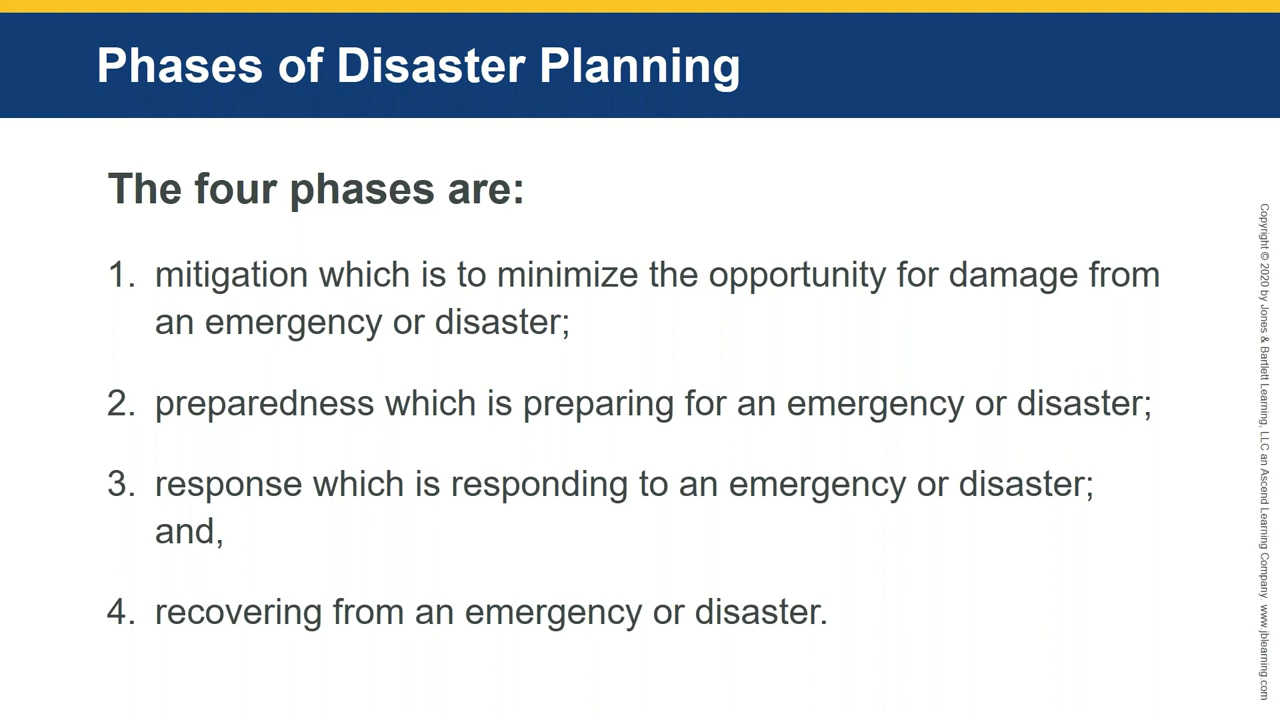 Phases of Disaster Planning
The four phases are:
1. mitigation which is to minimize the opportunity for damage from
an emergency or disaster;
2. preparedness which is preparing for an emergency or disaster;
3. response which is responding to an emergency or disaster;
and,
4. recovering from an emergency or disaster.
Copyright © 2020 by Jones & Bartlett Learning, LLC an Ascend Learning Company. www.jblearning.com